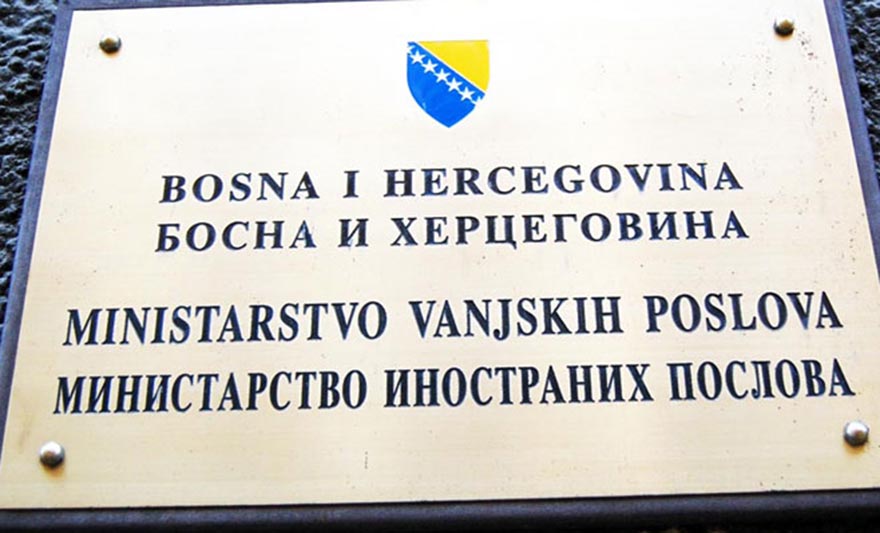 BOSNA I HERCEGOVINA
БОСНА И ХЕРЦЕГОВИНА
MINISTARSTVO VANJSKIH POSLOVA
МИНИСТАРСТВО ИНОСТРАНИХ ПОСЛОВА